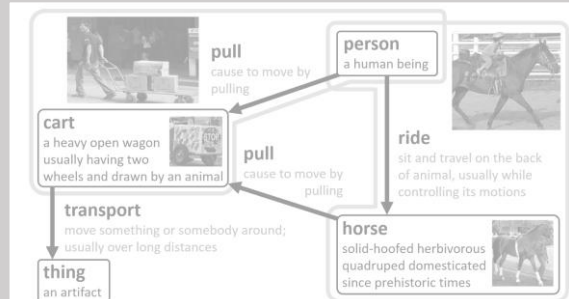 pull
cause to move by
pulling
person
a human being
cart
a heavy open wagon
usually having two
wheels and drawn by an animal
pull
cause to move by
pulling
ride
sit and travel on the back
of animal, usually while
controlling its motions
transport
move something or somebody around;
usually over long distances
horse
solid-hoofed herbivorous
quadruped domesticated
since prehistoric times
thing
an artifact